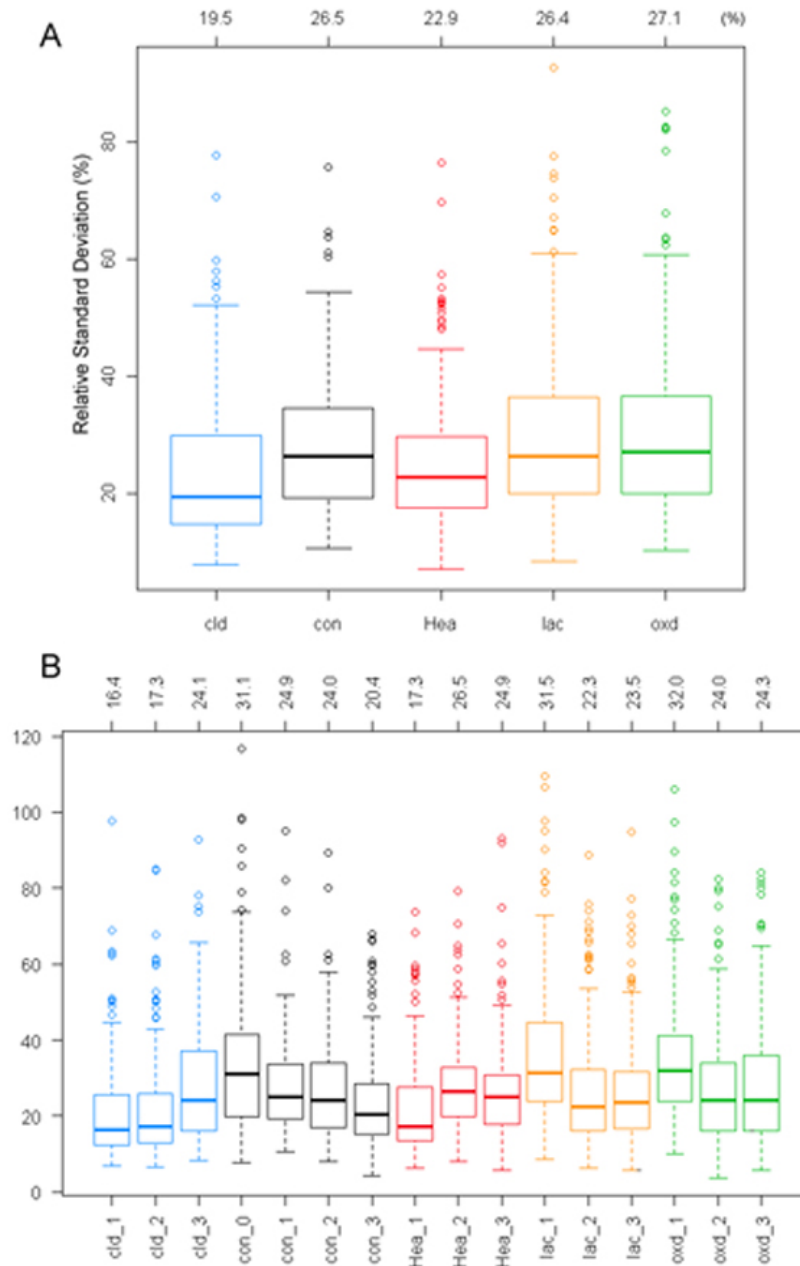 A
19.5 26.5 22.9 26.4 27.1 (%)
Relative Standard Deviation (%)
80
60
40
20
cld con Hea lac oxd
B
16.4 17.3 24.1 31.1 24.9 24.0 20.4 17.3 26.5 24.9 31.5 22.3 23.5 32.0 24.0 24.3
120
100
80
60
40
20
0
cld_1 cld_2 cld_3 con_0 con_1 con_2 con_3 Hea_1 Hea_2 Hea_3 lac_1 lac_2 lac_3 oxd_1 oxd_2 oxd_3